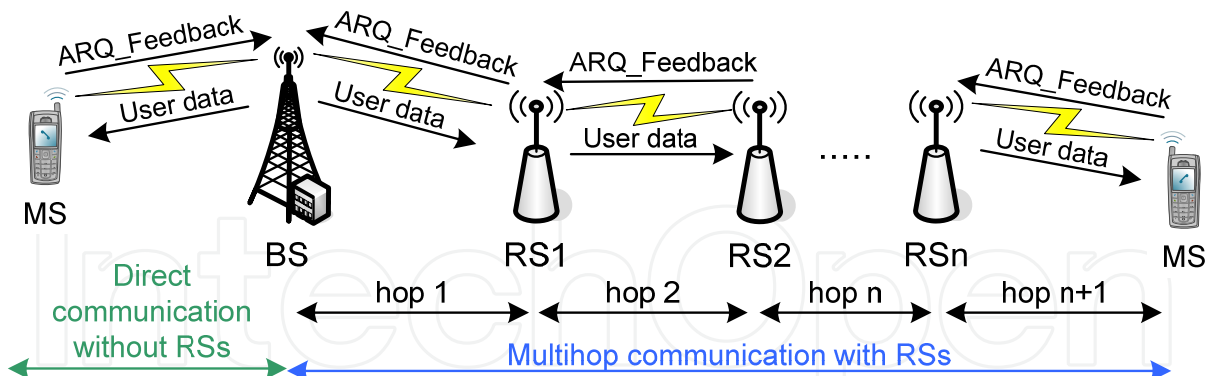 ARQ_Feedback
User data
MS
BS
ARQ_Feedback
User data
RS1
ARQ_Feedback
User data
RS2
.....
RSn
ARQ_Feedback
User data
MS
hop 1
hop 2
hop n
hop n+1
Direct
communication
without RSs
Multihop communication with RSs
IntechOpen